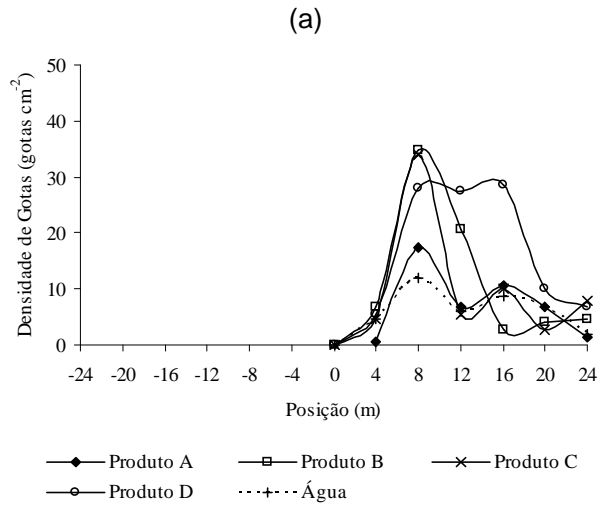 (a)
50
40
30
20
10
0
Densidade de Gotas (gotas cm-2)
-24 -20 -16 -12 -8 -4 0 4 8 12 16 20 24
Posição (m)
Produto A Produto B Produto C
Produto D Água